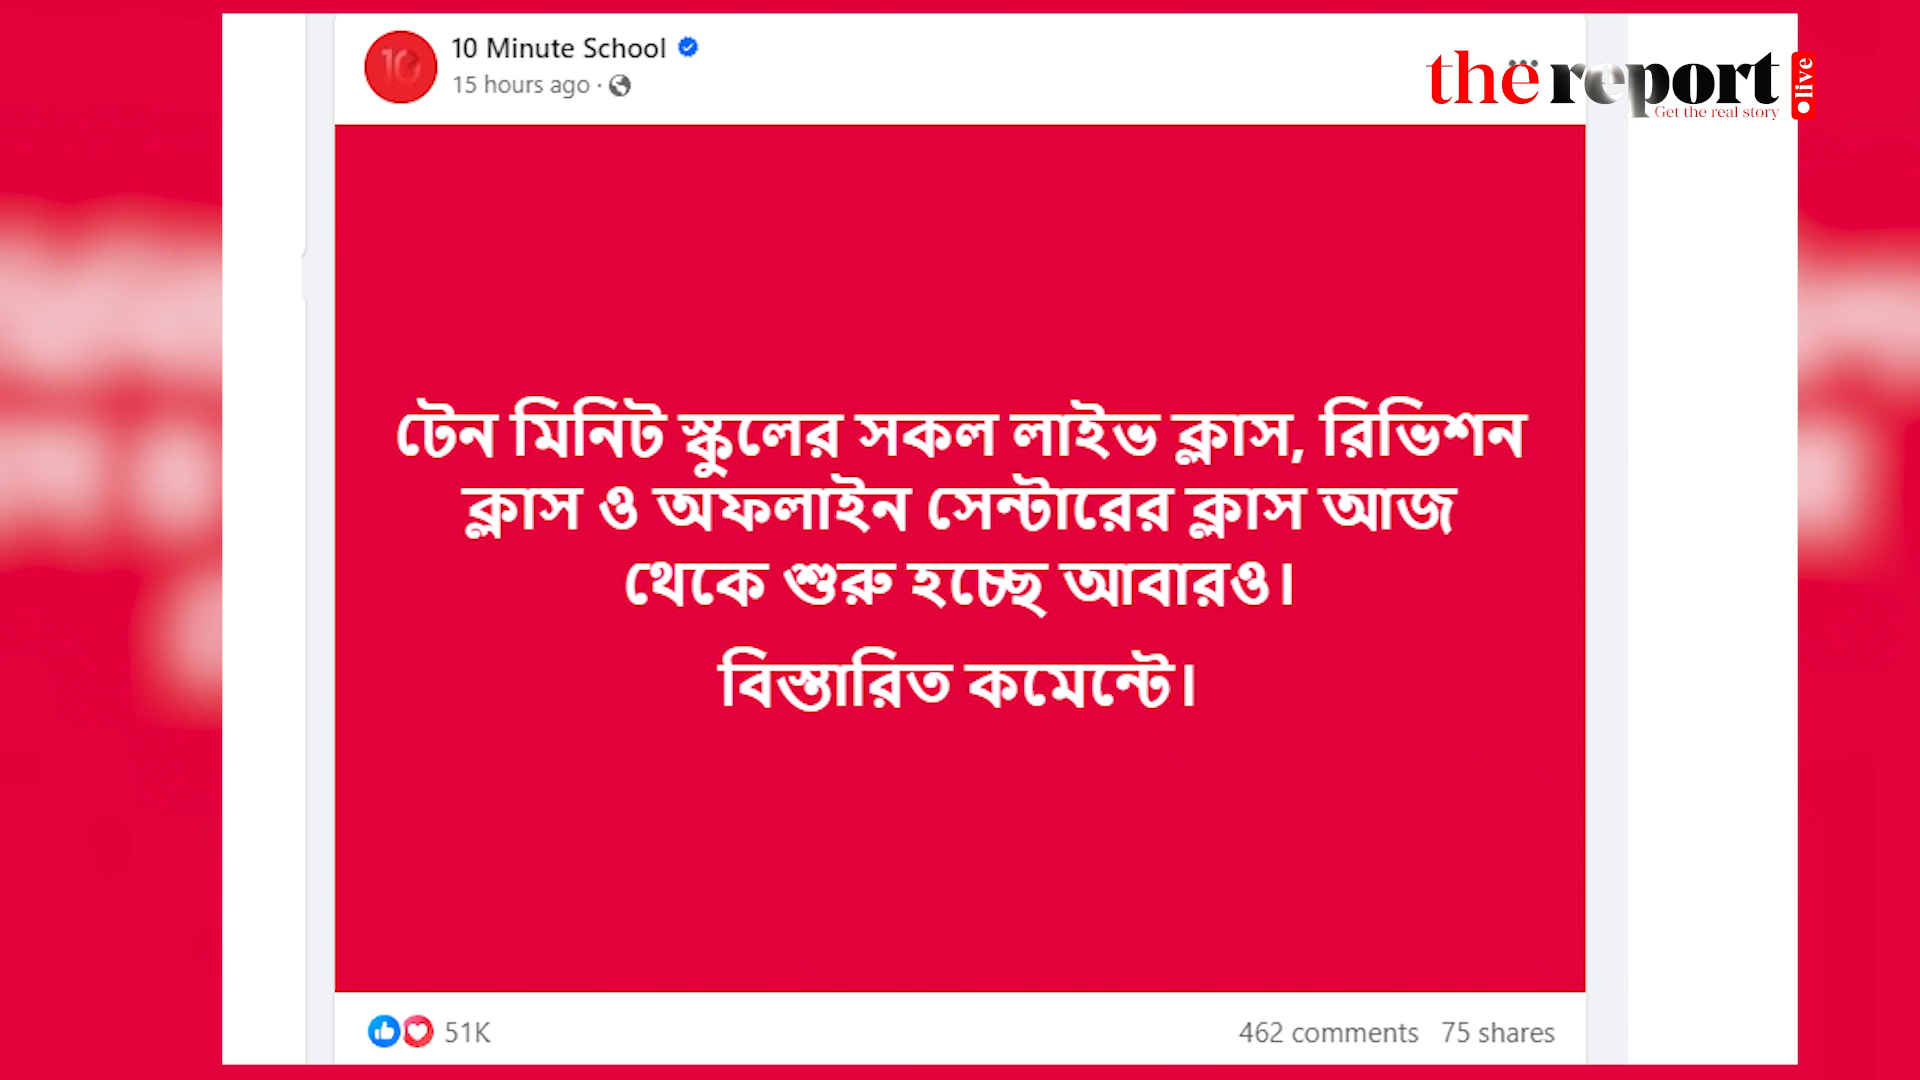 10 Minute School
15 hours ago ·
the report live
Get the real story
টেন মিনিট স্কুলের সকল লাইভ ক্লাস, রিভিশন
ক্লাস ও অফলাইন সেন্টারের ক্লাস আজ
থেকে শুরু হচ্ছে আবারও।
বিস্তারিত কমেন্টে।
51K
462 comments 75 shares